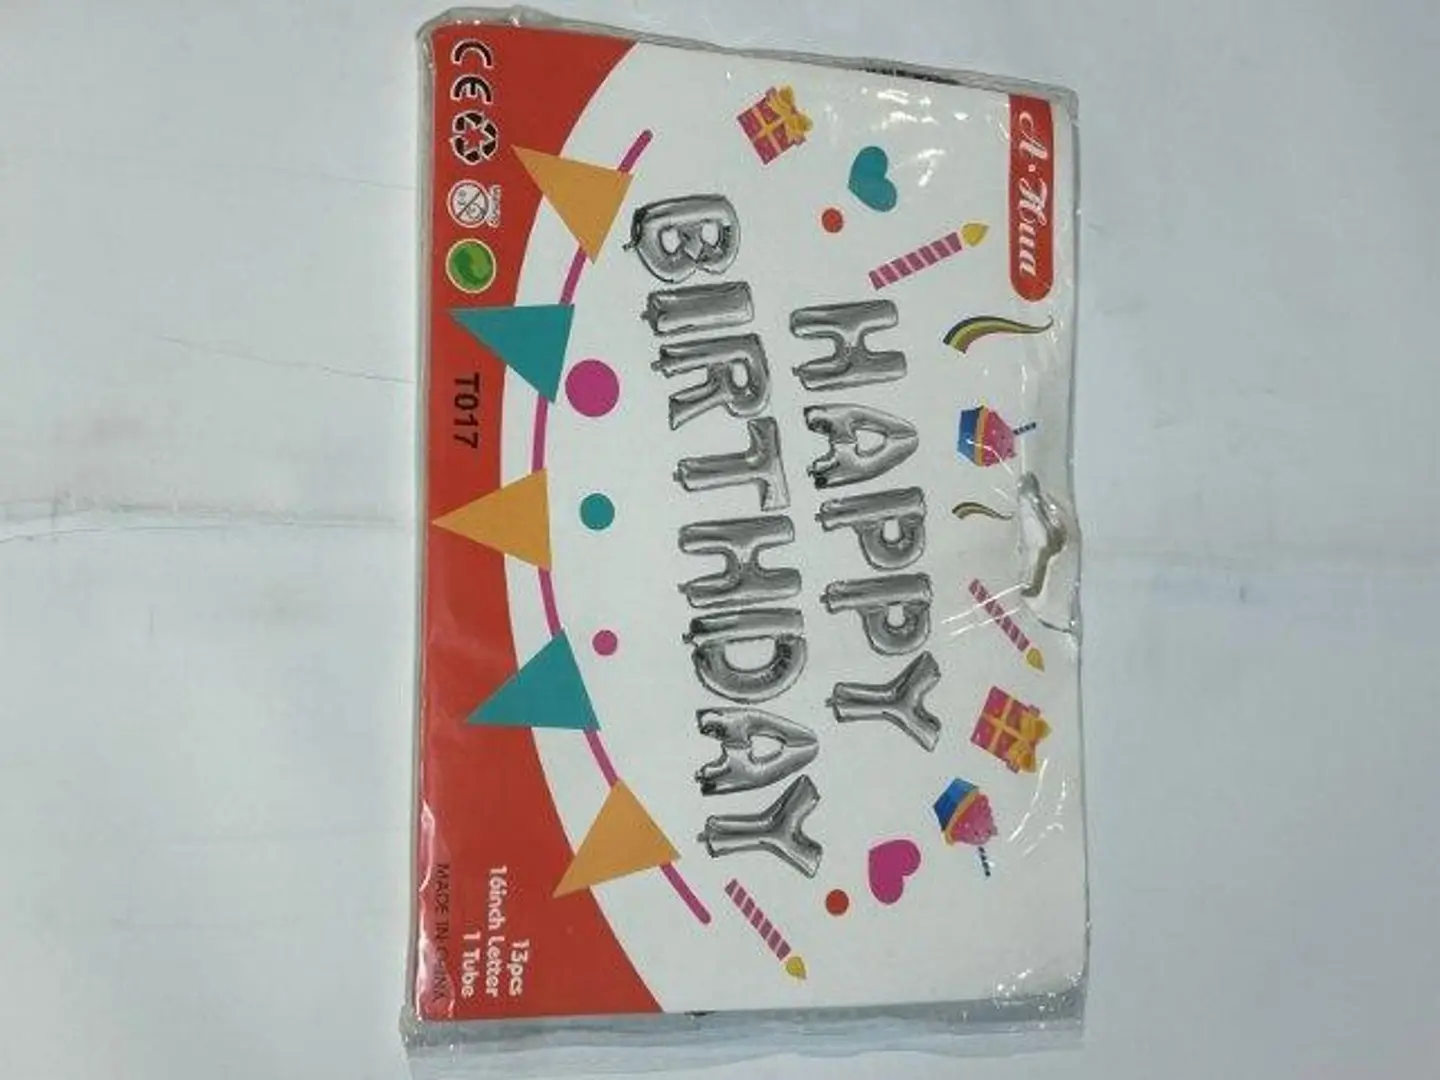 A·Hua
HAPPY
BIRTHDAY
CE
T017
13pcs
16inch Letter
1 Tube
MADE IN CHINA